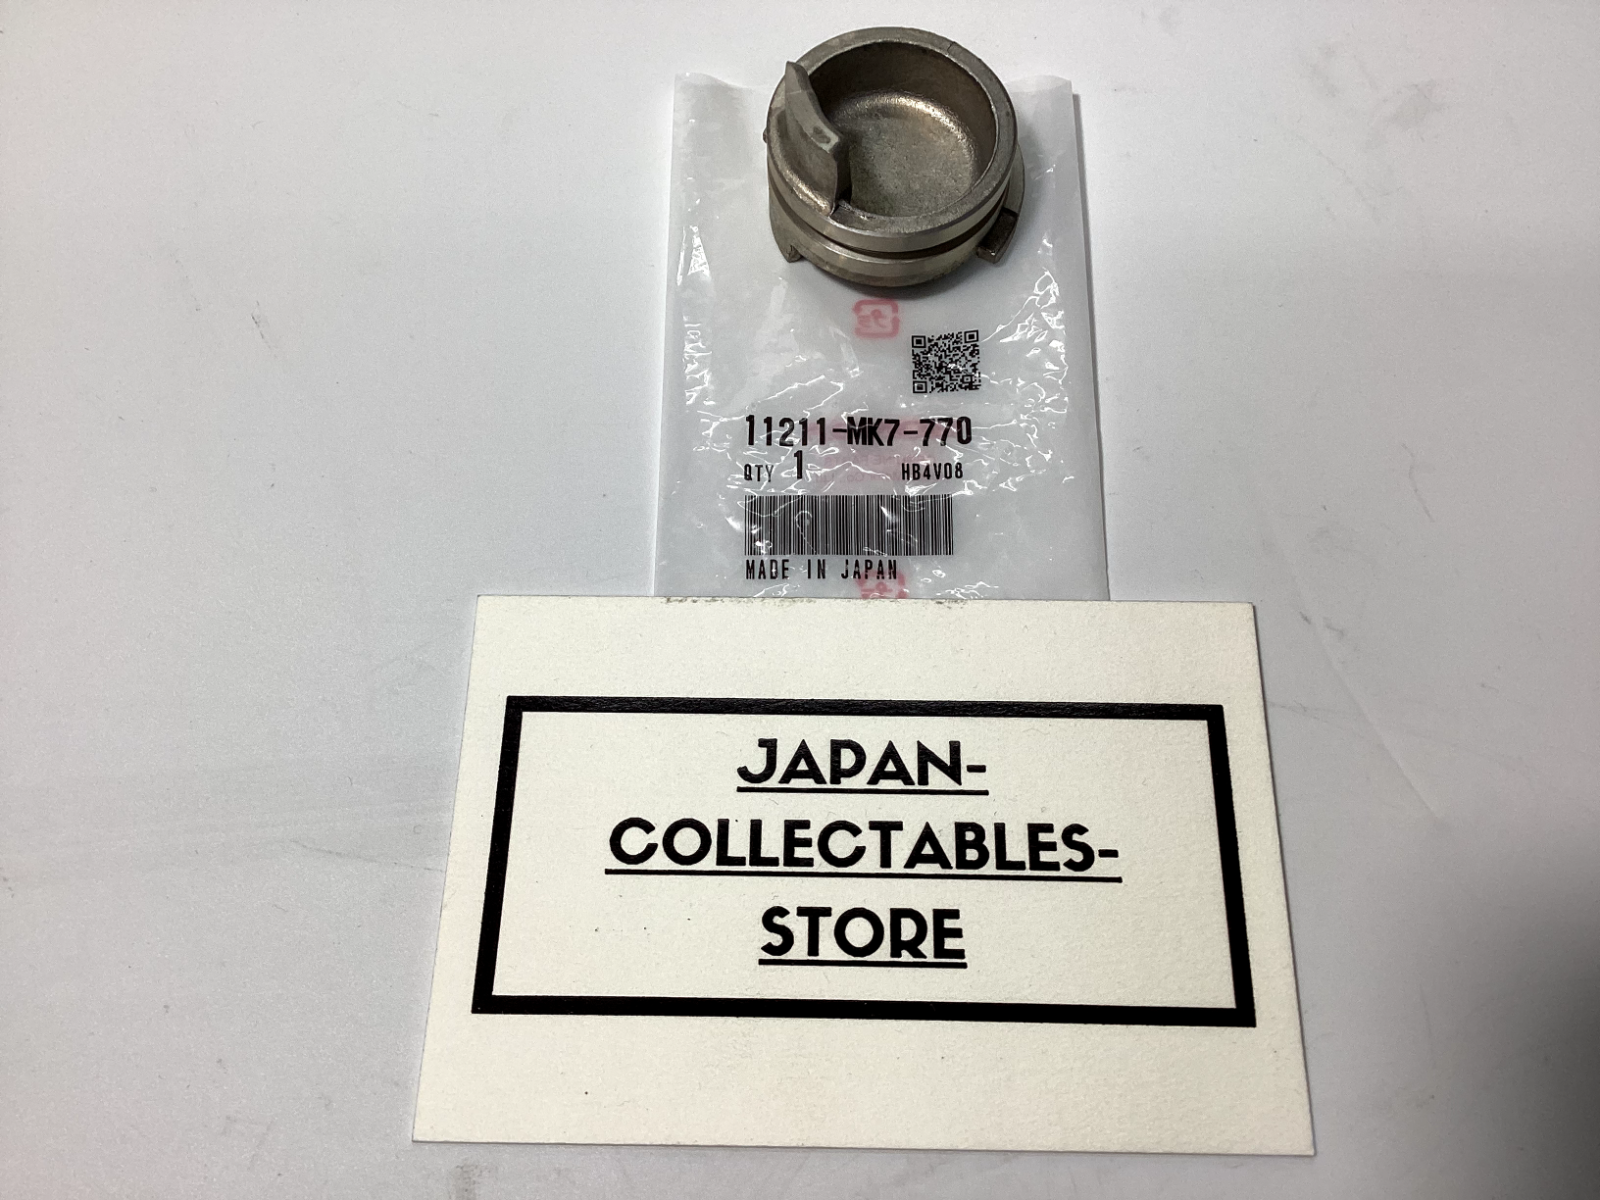 11211-MK7-770
QTY 1 HB4V08
MADE IN JAPAN
JAPAN-
COLLECTABLES-
STORE